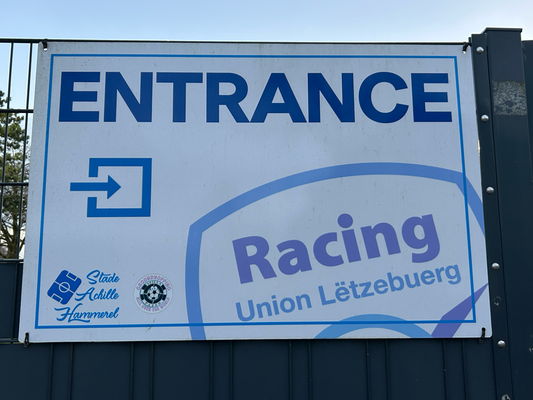 ENTRANCE
Racing
Union Lëtzebuerg
Stade
Achille
Hammerel